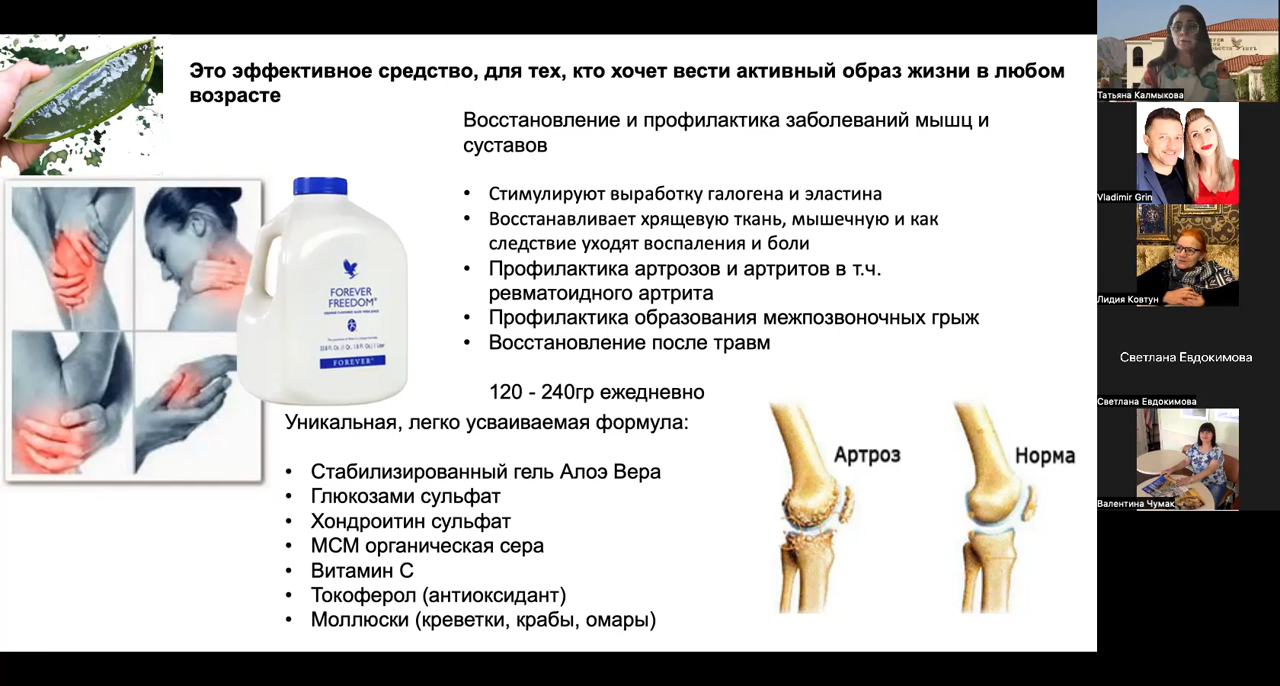 Это эффективное средство, для тех, кто хочет вести активный образ жизни в любом
возрасте
Восстановление и профилактика заболеваний мышц и
суставов
• Стимулируют выработку галогена и эластина
• Восстанавливает хрящевую ткань, мышечную и как
следствие уходят воспаления и боли
• Профилактика артрозов и артритов в т.ч.
ревматоидного артрита
• Профилактика образования межпозвоночных грыж
• Восстановление после травм
120 - 240гр ежедневно
FOREVER
FREEDOM®
FOREVER®
Уникальная, легко усваиваемая формула:
• Стабилизированный гель Алоэ Вера
• Глюкозами сульфат
• Хондроитин сульфат
• МСМ органическая сера
• Витамин С
• Токоферол (антиоксидант)
• Моллюски (креветки, крабы, омары)
Артроз
Норма
Татьяна Калмыкова
Vladimir Grin
Лидия Ковтун
Светлана Евдокимова
Светлана Евдокимова
Валентина Чумак